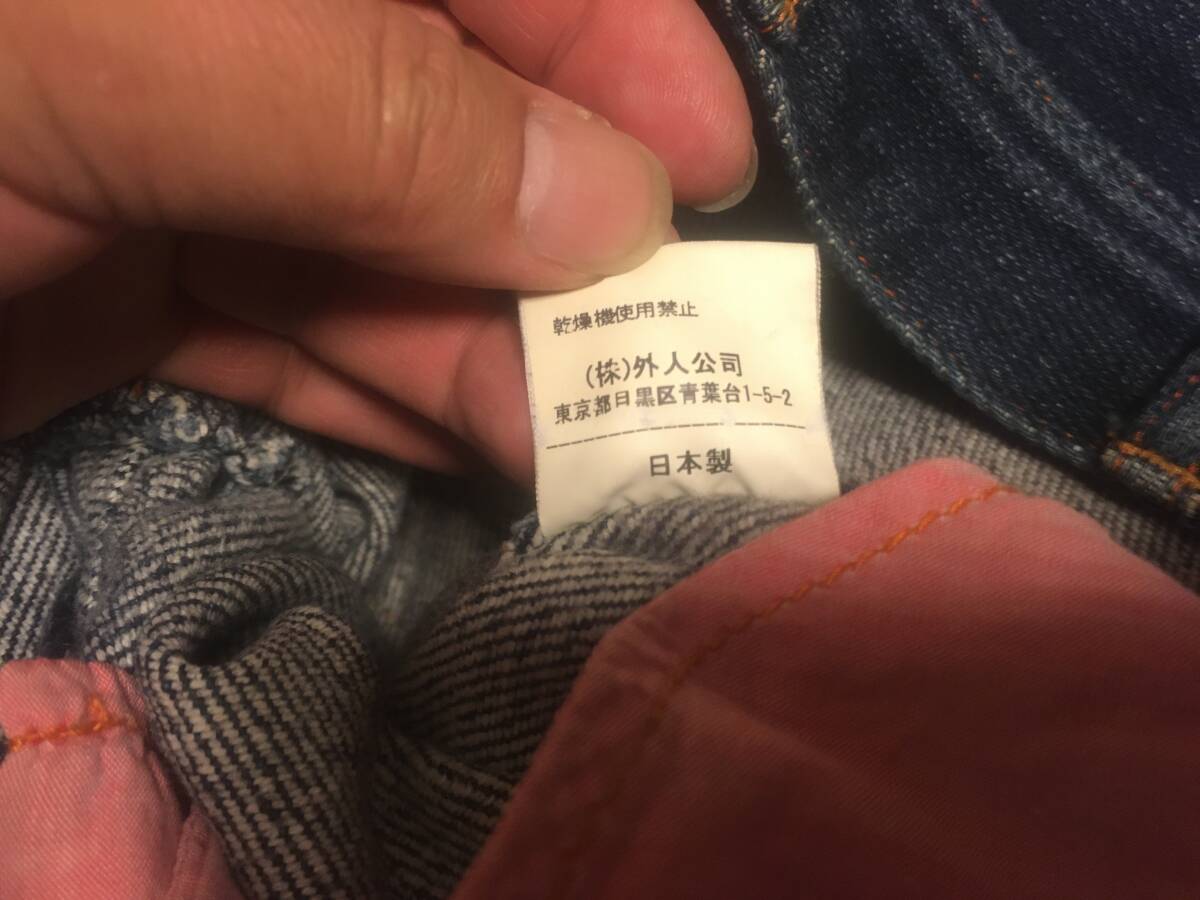 乾燥機使用禁止
(株)外人公司
東京都目黒区青葉台1-5-2
日本製